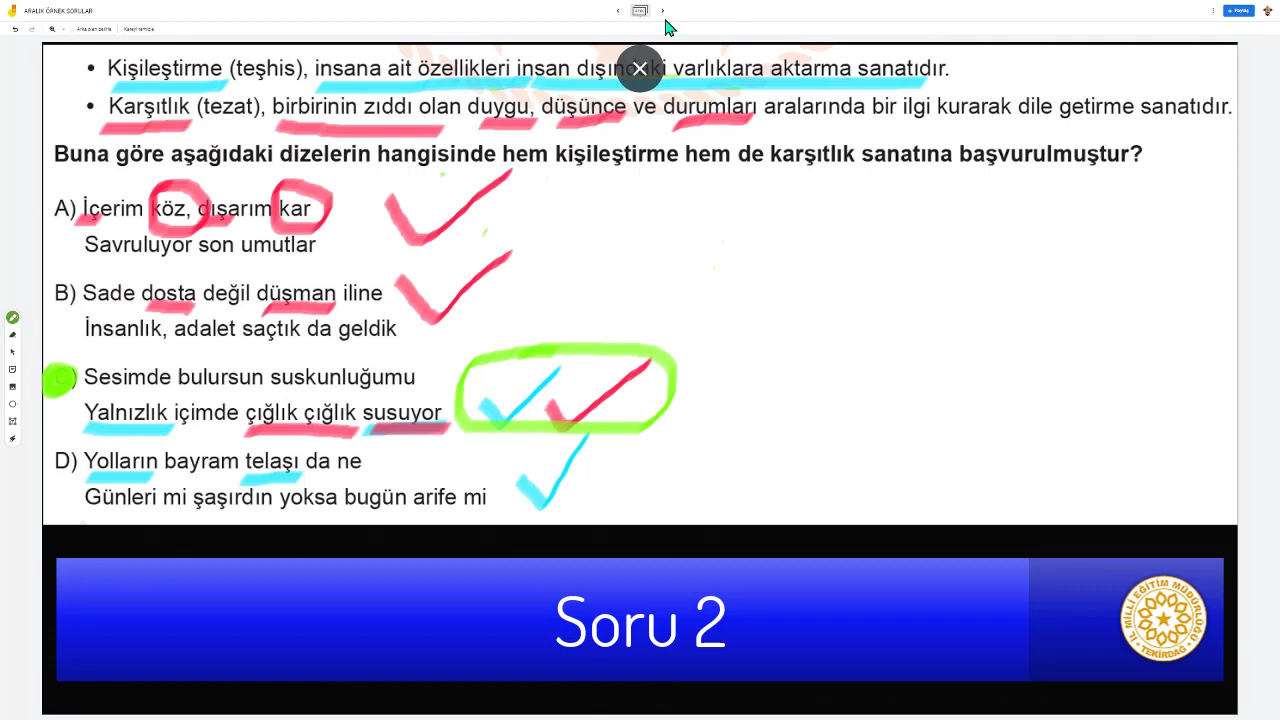 ARALIK ÖRNEK SORULAR
Paylaş
Arka plan belirle
Kareyi temizle
• Kişileştirme (teşhis), insana ait özellikleri insan dışındaki varlıklara aktarma sanatıdır.
• Karşıtlık (tezat), birbirinin zıddı olan duygu, düşünce ve durumları aralarında bir ilgi kurarak dile getirme sanatıdır.
Buna göre aşağıdaki dizelerin hangisinde hem kişileştirme hem de karşıtlık sanatına başvurulmuştur?
A) İçerim köz, dışarım kar
Savruluyor son umutlar
B) Sade dosta değil düşman iline
İnsanlık, adalet saçtık da geldik
C) Sesimde bulursun suskunluğumu
Yalnızlık içimde çığlık çığlık susuyor
D) Yolların bayram telaşı da ne
Günleri mi şaşırdın yoksa bugün arife mi
Soru 2
İL MİLLİ EĞİTİM MÜDÜRLÜĞÜ
• TEKİRDAĞ •